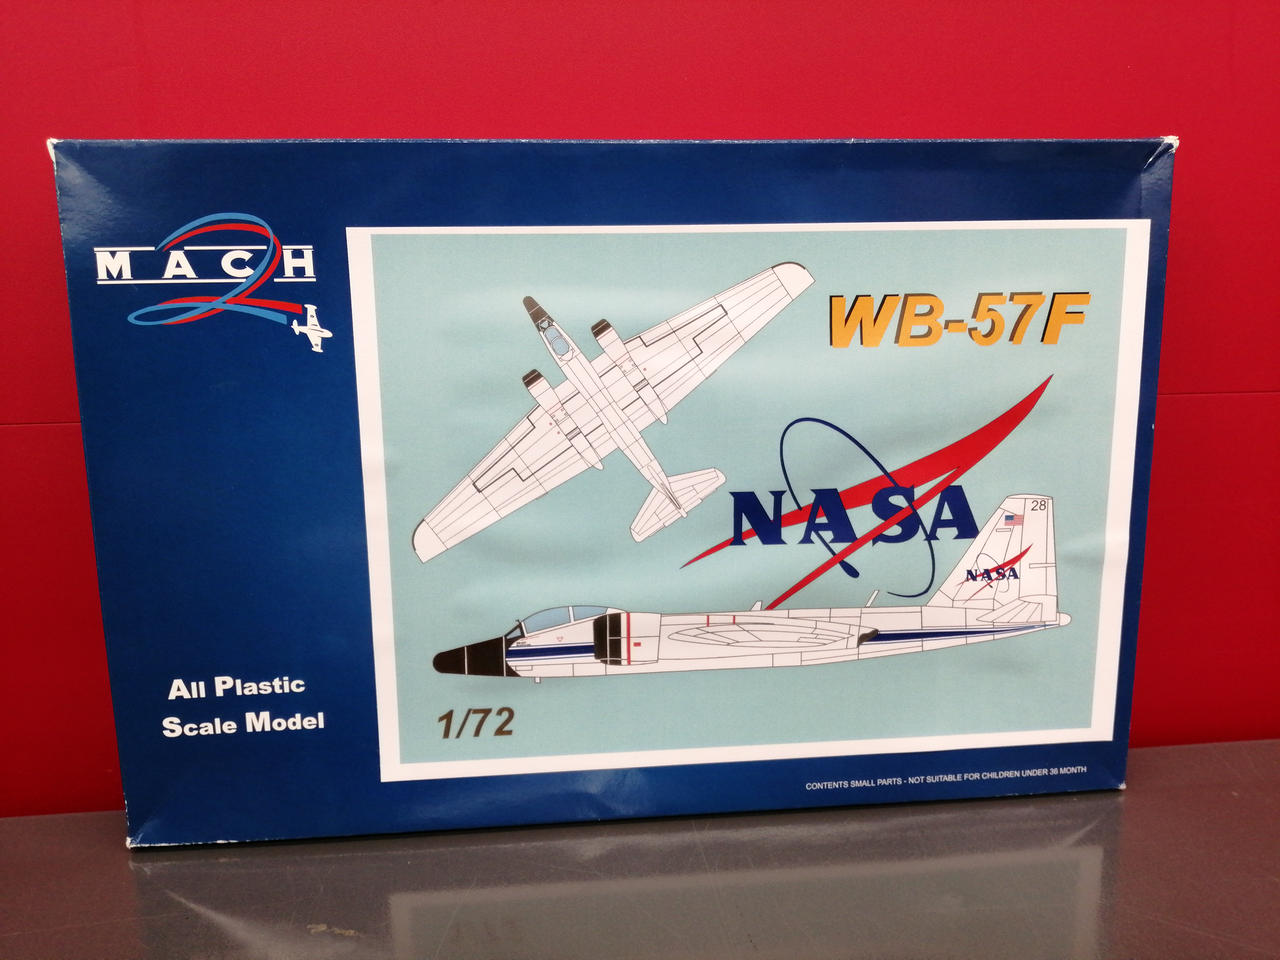 MACH 2
WB-57F
NASA
28
NASA
1/72
All Plastic
Scale Model
CONTENTS SMALL PARTS - NOT SUITABLE FOR CHILDREN UNDER 36 MONTH